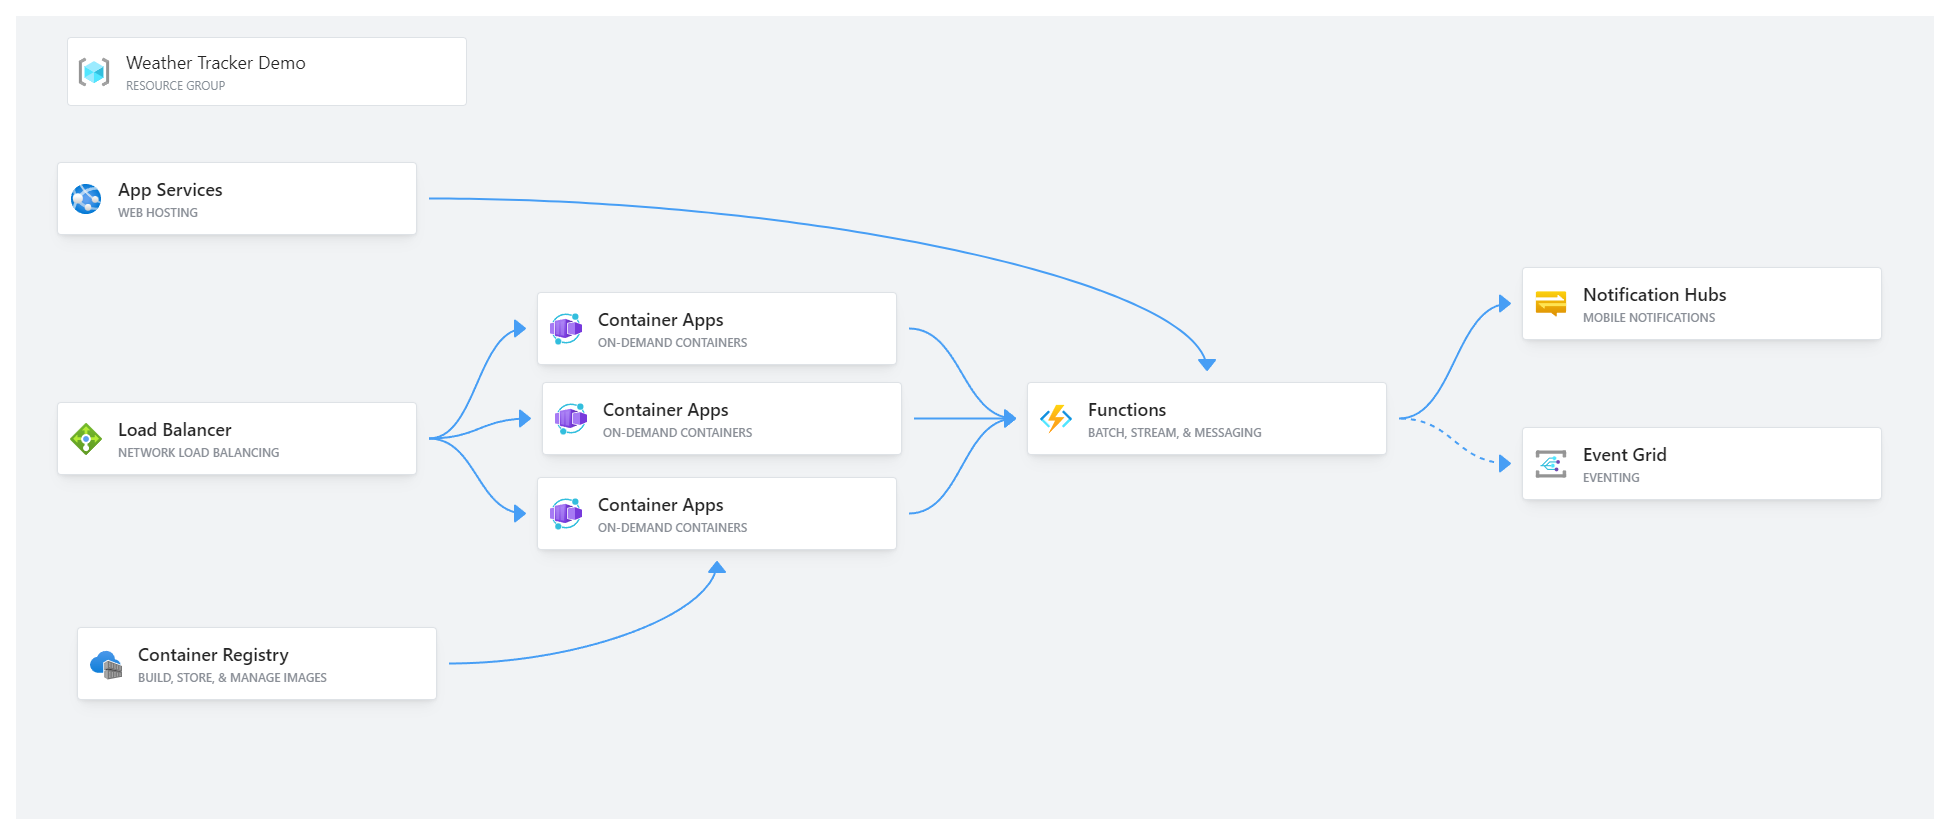 Weather Tracker Demo
RESOURCE GROUP
App Services
WEB HOSTING
Load Balancer
NETWORK LOAD BALANCING
Container Registry
BUILD, STORE, & MANAGE IMAGES
Container Apps
ON-DEMAND CONTAINERS
Container Apps
ON-DEMAND CONTAINERS
Container Apps
ON-DEMAND CONTAINERS
Functions
BATCH, STREAM, & MESSAGING
Notification Hubs
MOBILE NOTIFICATIONS
Event Grid
EVENTING